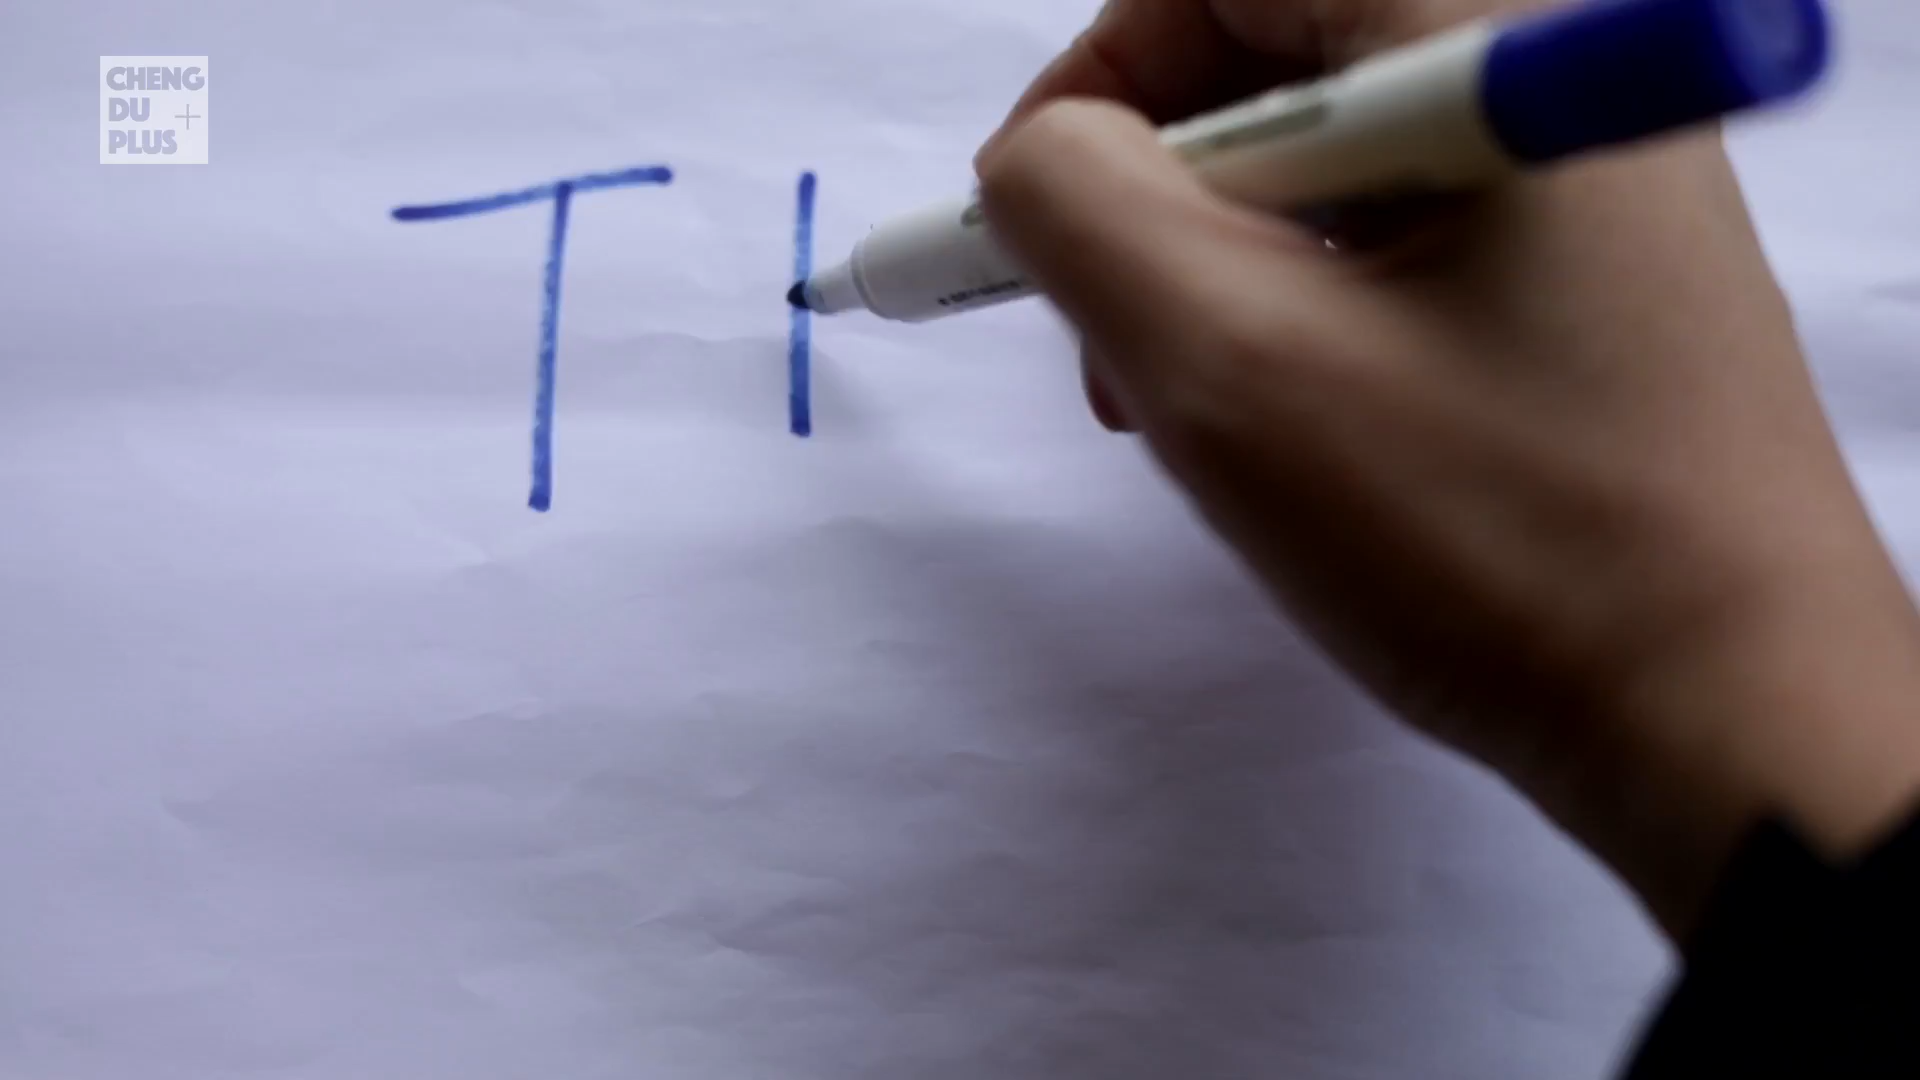 CHENG
DU +
PLUS
T I